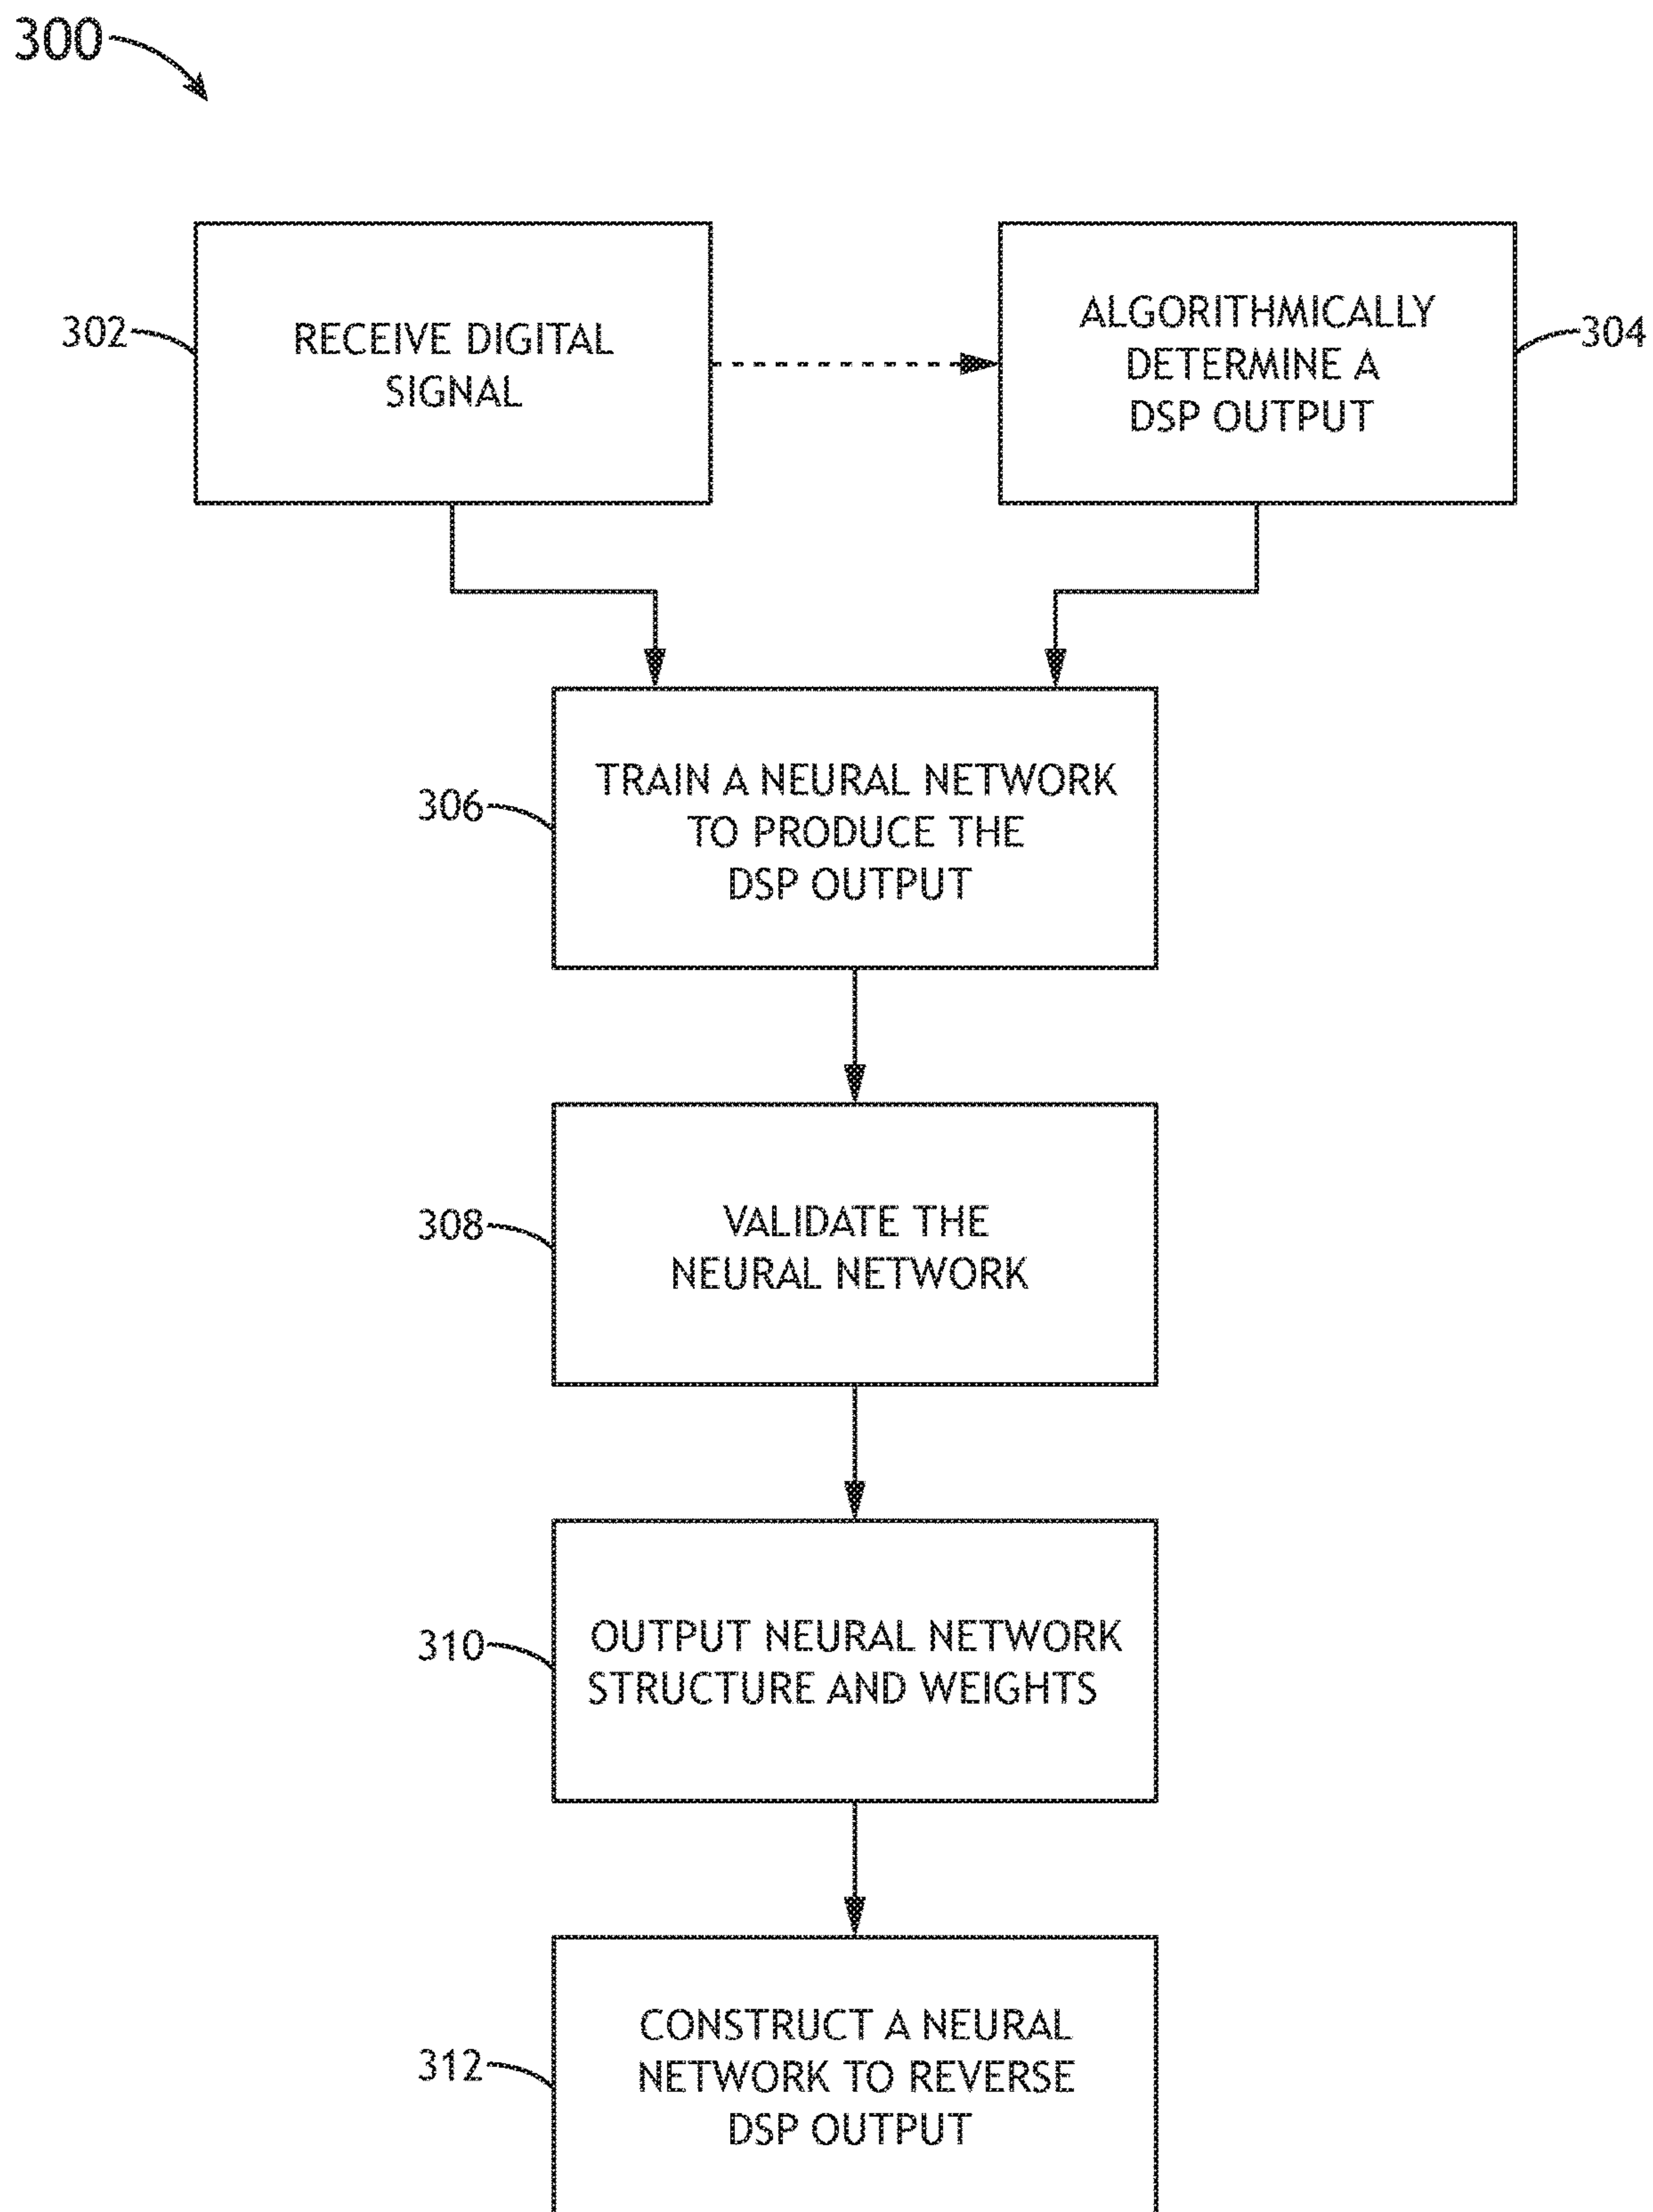 300
302
RECEIVE DIGITAL
SIGNAL
ALGORITHMICALLY
DETERMINE A
DSP OUTPUT
304
306
TRAIN A NEURAL NETWORK
TO PRODUCE THE
DSP OUTPUT
308
VALIDATE THE
NEURAL NETWORK
310
OUTPUT NEURAL NETWORK
STRUCTURE AND WEIGHTS
312
CONSTRUCT A NEURAL
NETWORK TO REVERSE
DSP OUTPUT